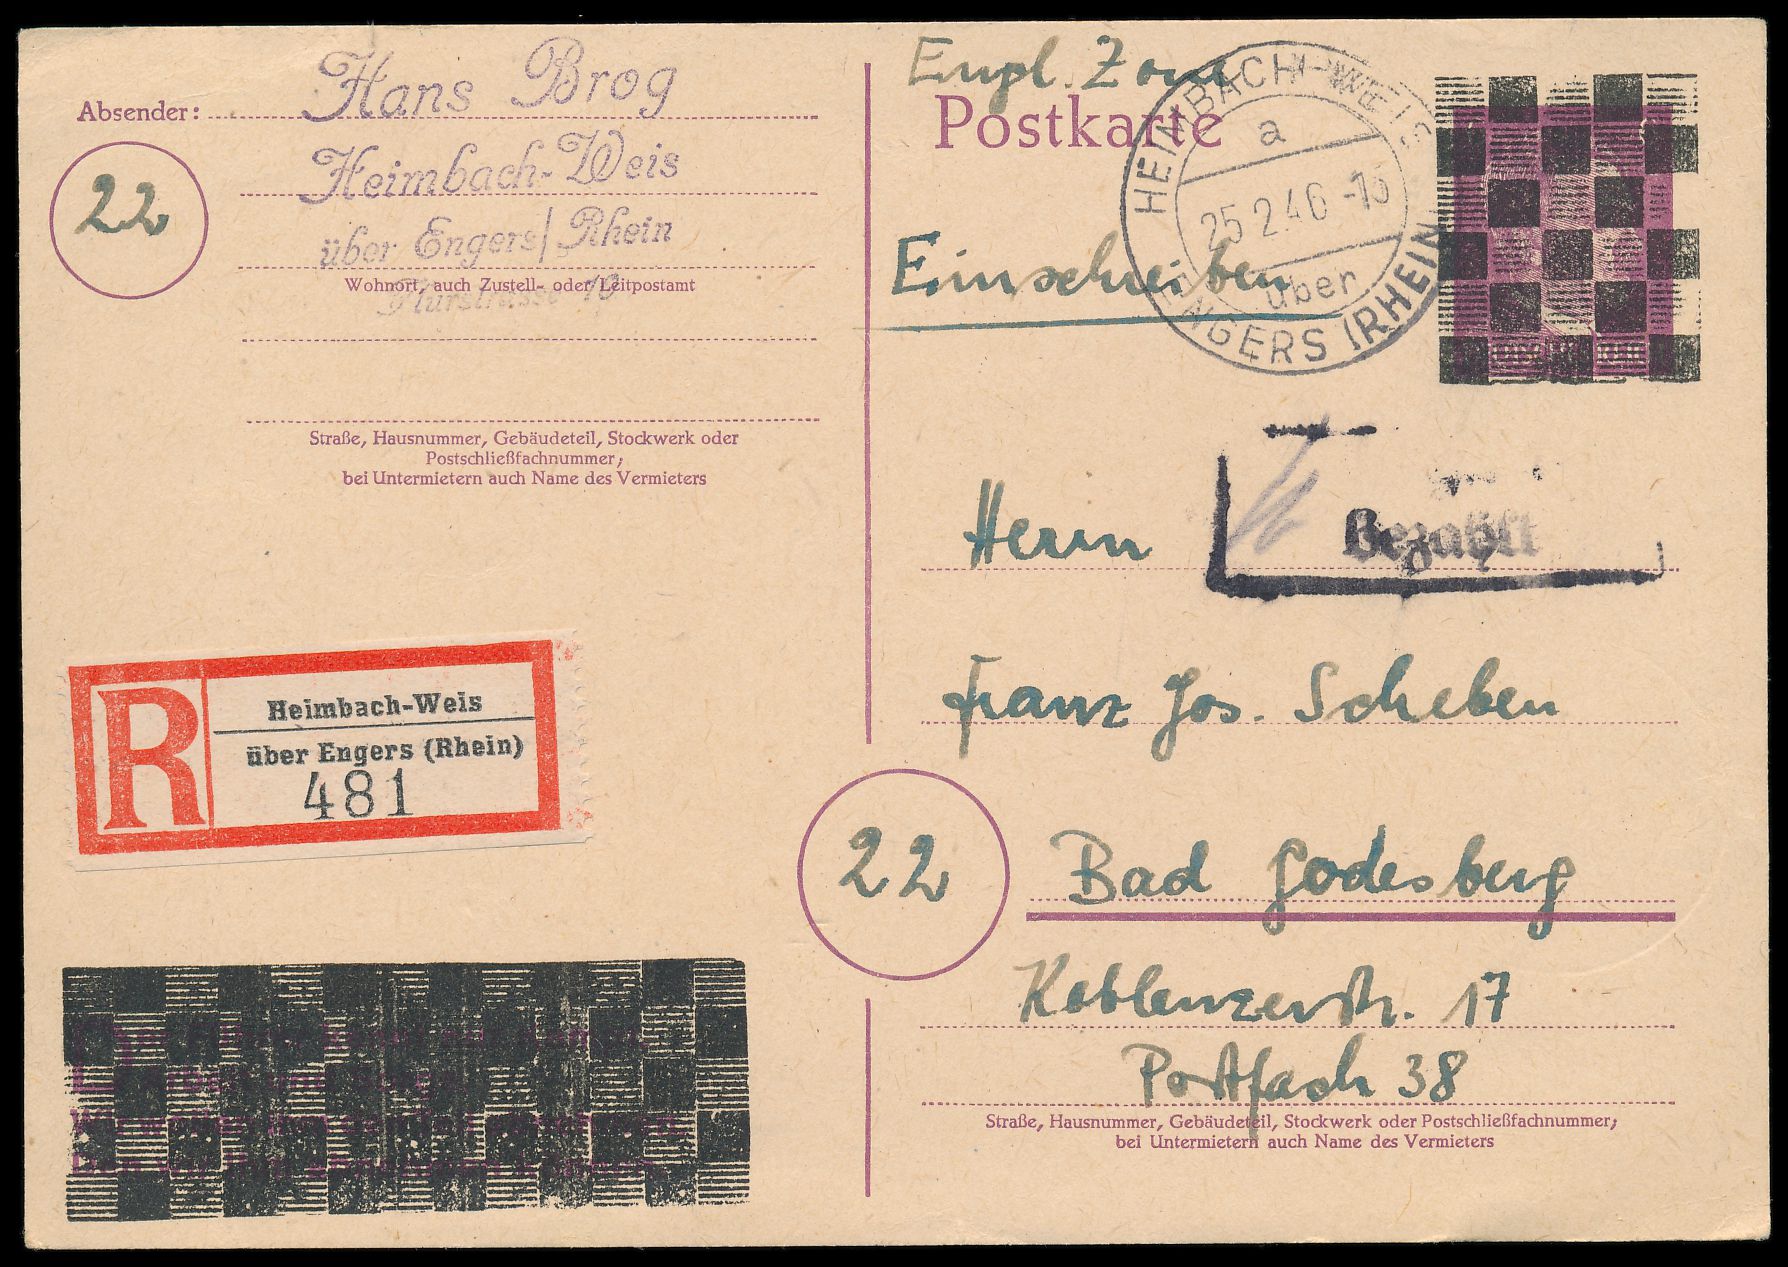 Absender:
Hans Brog
Heimbach-Weis
über Engers/Rhein
Flurstrasse 10
22
Wohnort, auch Zustell- oder Leitpostamt
Straße, Hausnummer, Gebäudeteil, Stockwerk oder
Postschließfachnummer;
bei Untermietern auch Name des Vermieters
R
Heimbach-Weis
über Engers (Rhein)
481
Engl. Zone
Postkarte
HEIMBACH-WEIS
a
25.2.46
über
ENGERS (RHEIN)
Einschreiben
Bezahlt
Herrn
Franz Jos. Scheben
22
Bad Godesberg
Koblenzerstr. 17
Postfach 38
Straße, Hausnummer, Gebäudeteil, Stockwerk oder Postschließfachnummer;
bei Untermietern auch Name des Vermieters